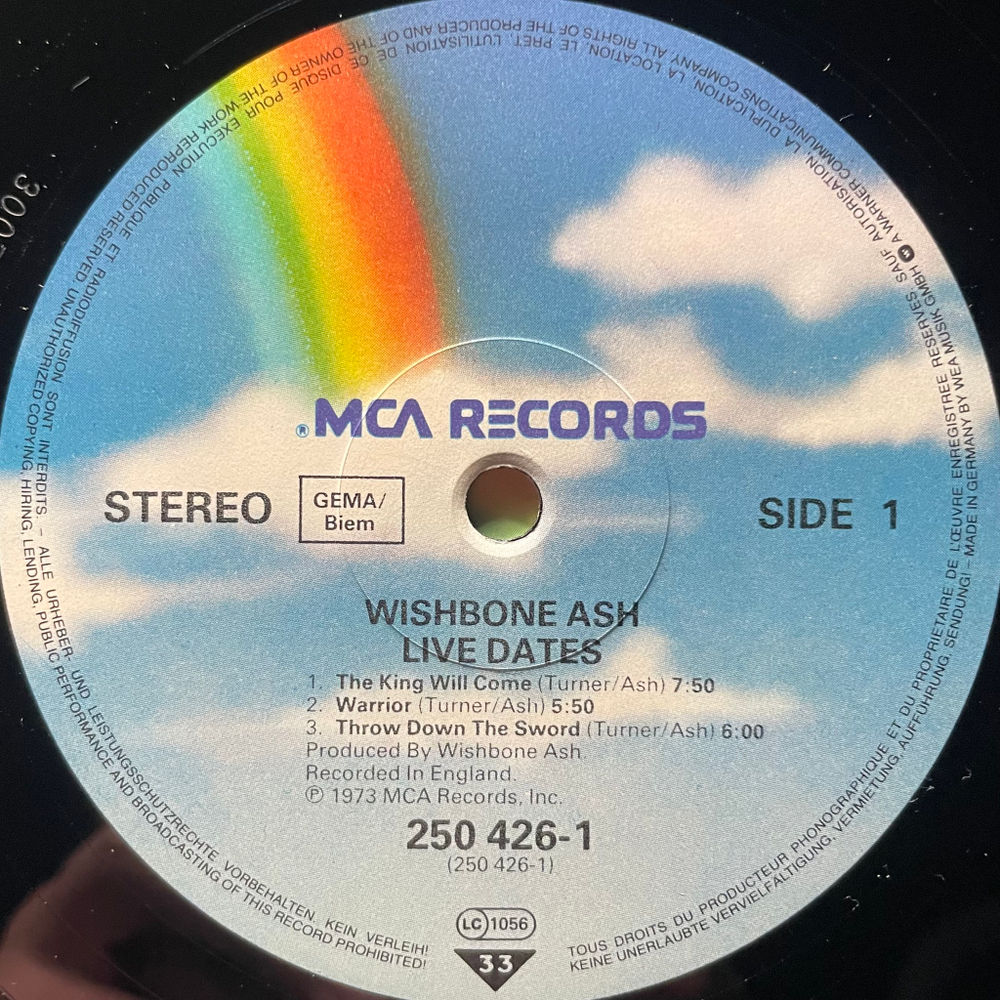 ® MCA RECORDS
STEREO
GEMA/
Biem
SIDE 1
WISHBONE ASH
LIVE DATES
1. The King Will Come (Turner/Ash) 7:50
2. Warrior (Turner/Ash) 5:50
3. Throw Down The Sword (Turner/Ash) 6:00
Produced By Wishbone Ash.
Recorded In England.
℗ 1973 MCA Records, Inc.
250 426-1
(250 426-1)
LC 1056
33
TOUS DROITS DU PRODUCTEUR PHONOGRAPHIQUE ET DU PROPRIETAIRE DE L'ŒUVRE ENREGISTREE RESERVES. SAUF AUTORISATION, LA DUPLICATION, LA LOCATION, LE PRET, L'UTILISATION DE CE DISQUE POUR EXECUTION PUBLIQUE ET RADIODIFFUSION SONT INTERDITS. – ALLE URHEBER- UND LEISTUNGSSCHUTZRECHTE VORBEHALTEN. KEIN VERLEIH!
KEINE UNERLAUBTE VERVIELFÄLTIGUNG, VERMIETUNG, AUFFÜHRUNG, SENDUNG! – MADE IN GERMANY BY WEA MUSIK GMBH A WARNER COMMUNICATIONS COMPANY. ALL RIGHTS OF THE PRODUCER AND OF THE OWNER OF THE WORK REPRODUCED RESERVED. UNAUTHORIZED COPYING, HIRING, LENDING, PUBLIC PERFORMANCE AND BROADCASTING OF THIS RECORD PROHIBITED!